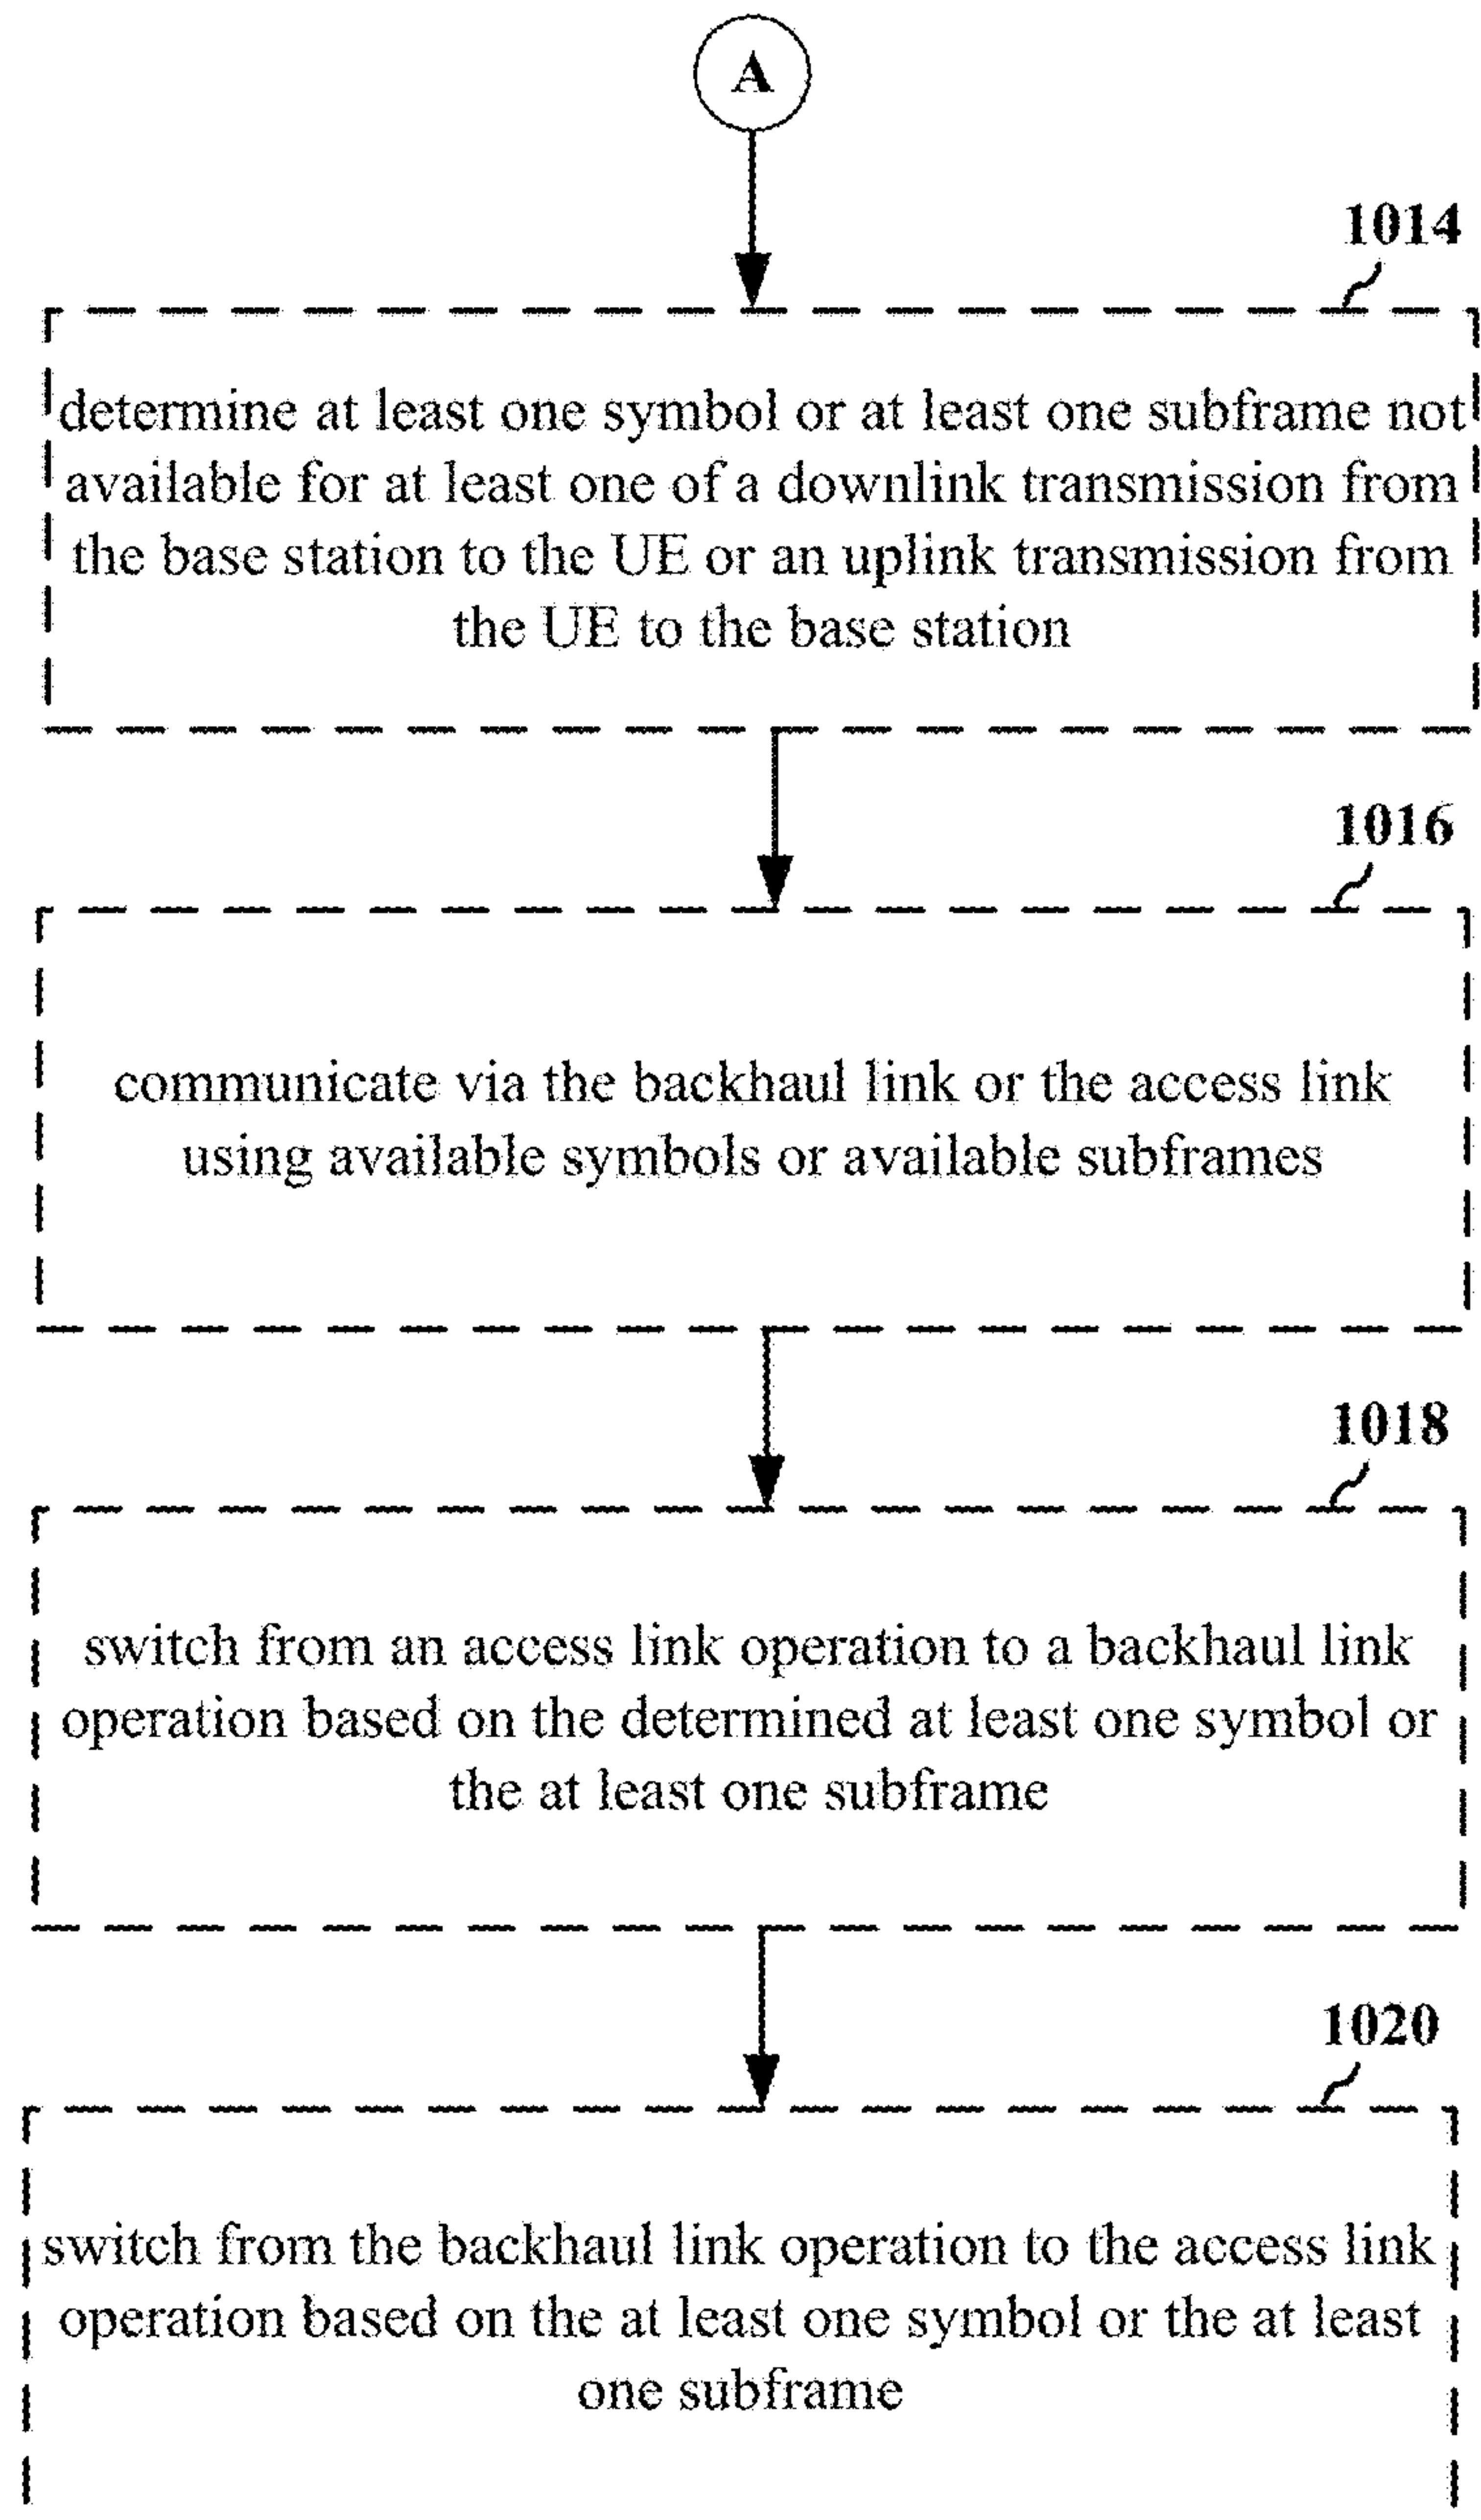 A
1014
determine at least one symbol or at least one subframe not
available for at least one of a downlink transmission from
the base station to the UE or an uplink transmission from
the UE to the base station
1016
communicate via the backhaul link or the access link
using available symbols or available subframes
1018
switch from an access link operation to a backhaul link
operation based on the determined at least one symbol or
the at least one subframe
1020
switch from the backhaul link operation to the access link
operation based on the at least one symbol or the at least
one subframe